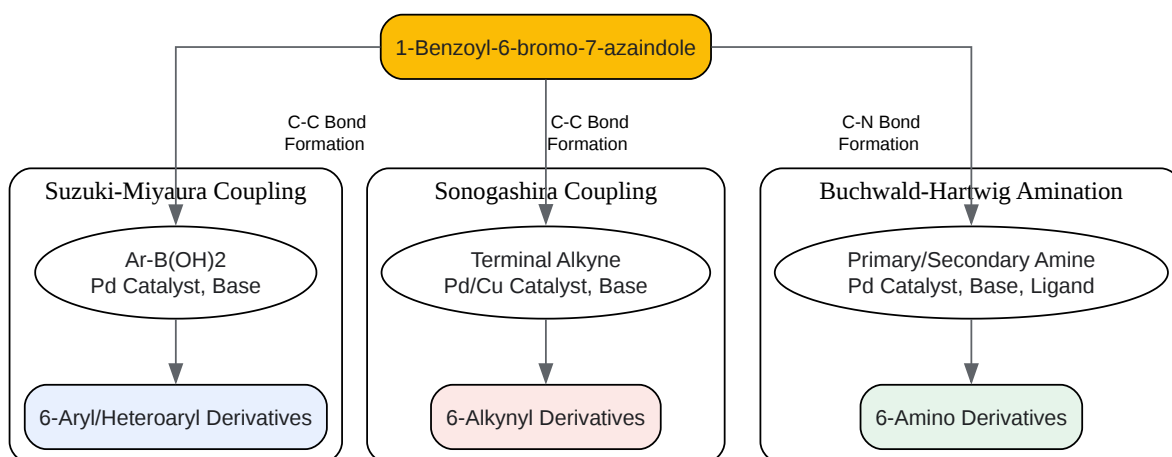 1-Benzoyl-6-bromo-7-azaindole
C-C Bond
Formation
C-C Bond
Formation
C-N Bond
Formation
Suzuki-Miyaura Coupling
Sonogashira Coupling
Buchwald-Hartwig Amination
Ar-B(OH)2
Pd Catalyst, Base
Terminal Alkyne
Pd/Cu Catalyst, Base
Primary/Secondary Amine
Pd Catalyst, Base, Ligand
6-Aryl/Heteroaryl Derivatives
6-Alkynyl Derivatives
6-Amino Derivatives